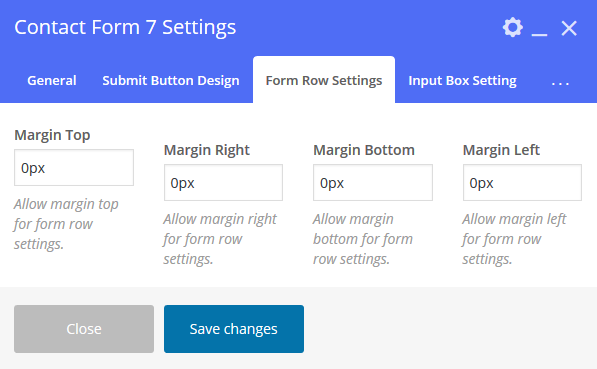 Contact Form 7 Settings
General Submit Button Design Form Row Settings Input Box Setting ...
Margin Top
0px
Allow margin top
for form row
settings.
Margin Right
0px
Allow margin right
for form row
settings.
Margin Bottom
0px
Allow margin
bottom for form
row settings.
Margin Left
0px
Allow margin left
for form row
settings.
Close Save changes